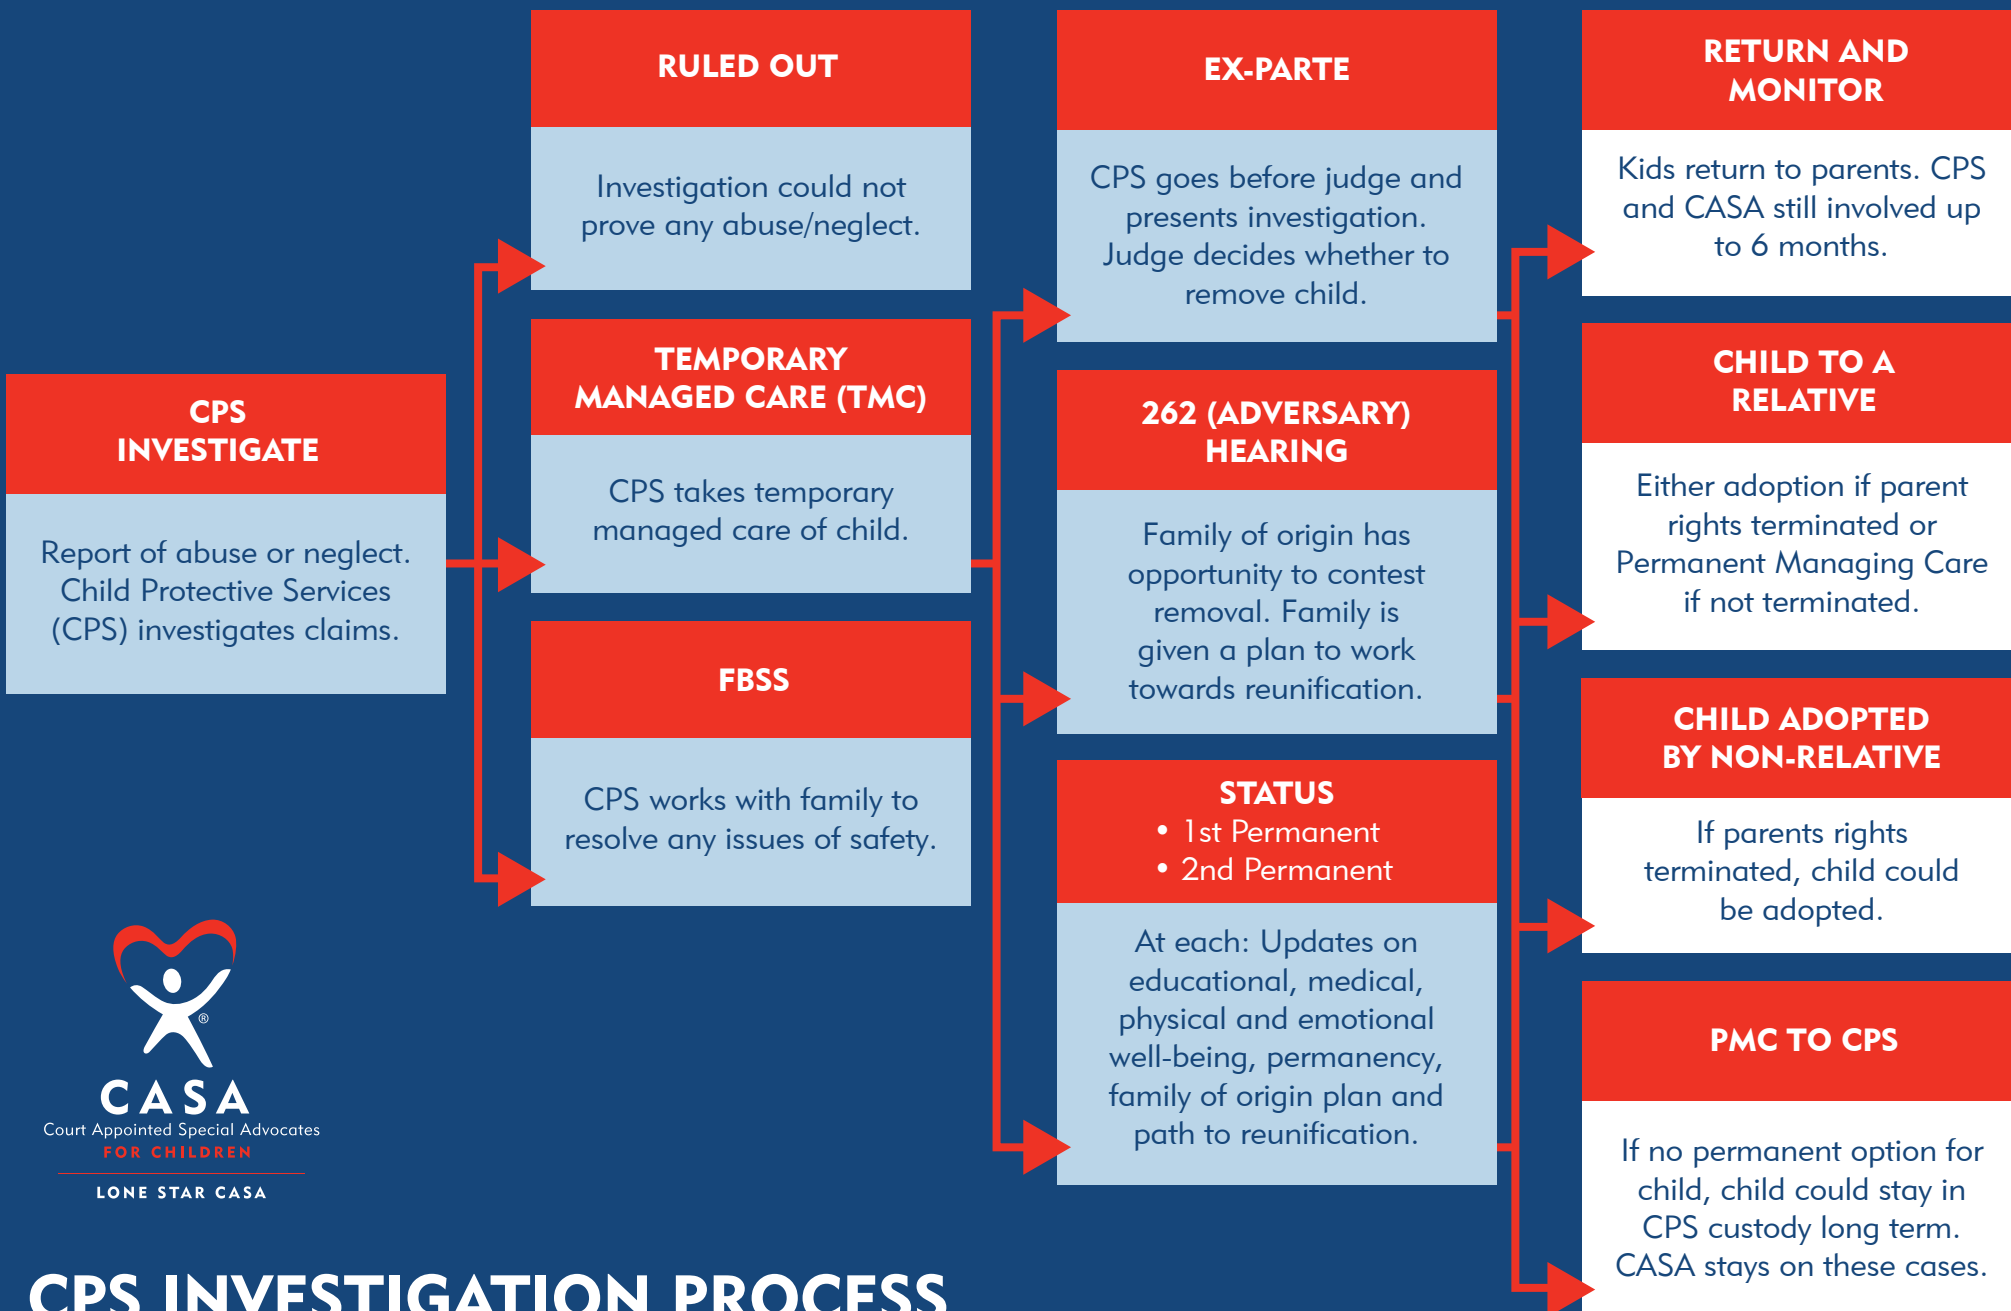 CPS
INVESTIGATE
Report of abuse or neglect.
Child Protective Services
(CPS) investigates claims.
RULED OUT
Investigation could not
prove any abuse/neglect.
TEMPORARY
MANAGED CARE (TMC)
CPS takes temporary
managed care of child.
FBSS
CPS works with family to
resolve any issues of safety.
EX-PARTE
CPS goes before judge and
presents investigation.
Judge decides whether to
remove child.
262 (ADVERSARY)
HEARING
Family of origin has
opportunity to contest
removal. Family is
given a plan to work
towards reunification.
STATUS
• 1st Permanent
• 2nd Permanent
At each: Updates on
educational, medical,
physical and emotional
well-being, permanency,
family of origin plan and
path to reunification.
RETURN AND
MONITOR
Kids return to parents. CPS
and CASA still involved up
to 6 months.
CHILD TO A
RELATIVE
Either adoption if parent
rights terminated or
Permanent Managing Care
if not terminated.
CHILD ADOPTED
BY NON-RELATIVE
If parents rights
terminated, child could
be adopted.
PMC TO CPS
If no permanent option for
child, child could stay in
CPS custody long term.
CASA stays on these cases.
®
CASA
Court Appointed Special Advocates
FOR CHILDREN
LONE STAR CASA
CPS INVESTIGATION PROCESS